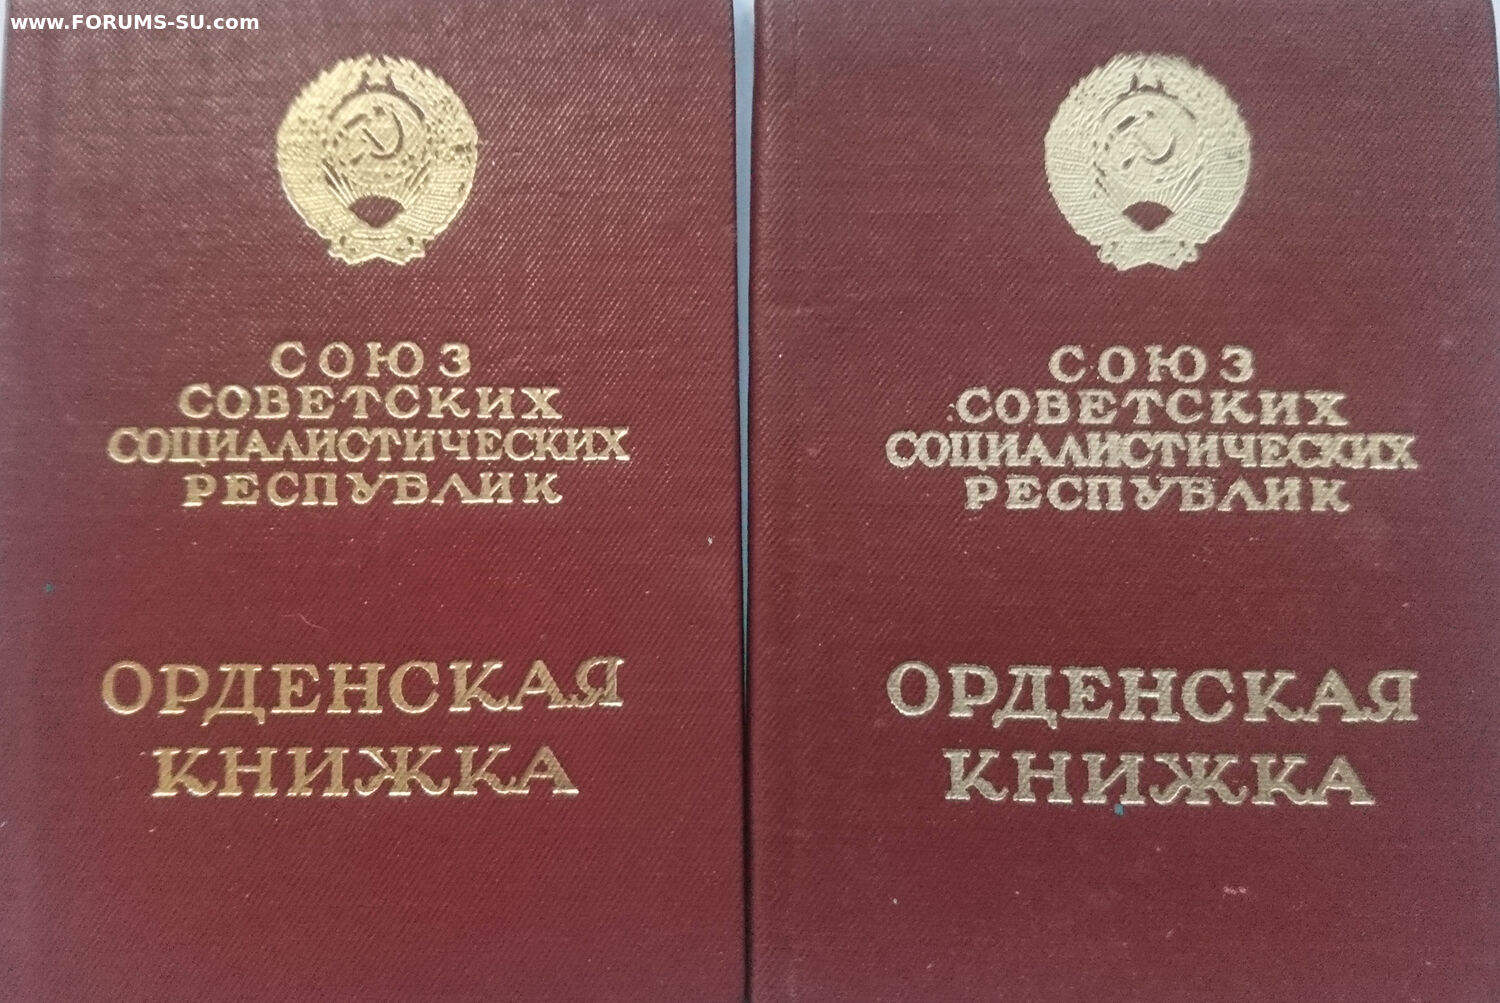 www.FORUMS-SU.com
СОЮЗ
СОВЕТСКИХ
СОЦИАЛИСТИЧЕСКИХ
РЕСПУБЛИК
ОРДЕНСКАЯ
КНИЖКА
СОЮЗ
СОВЕТСКИХ
СОЦИАЛИСТИЧЕСКИХ
РЕСПУБЛИК
ОРДЕНСКАЯ
КНИЖКА